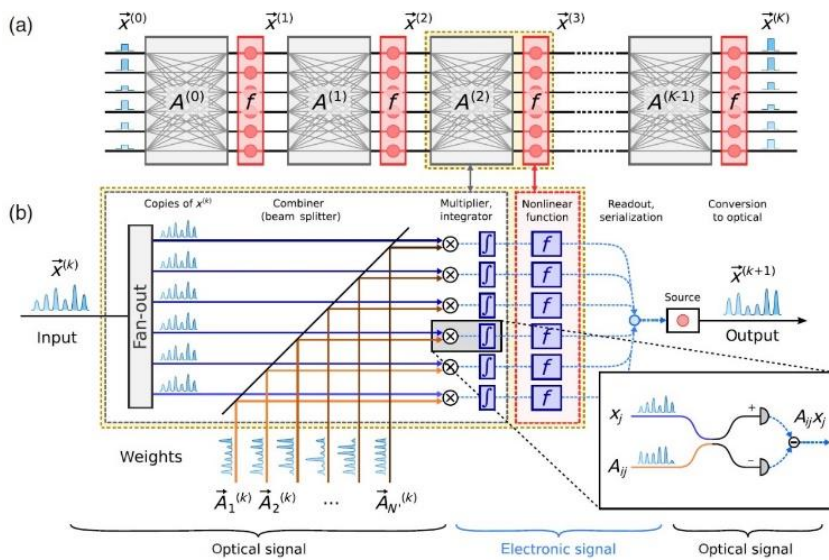 (a)
x⃗(0)
x⃗(1)
x⃗(2)
x⃗(3)
x⃗(K)
A(0)
f
A(1)
f
A(2)
f
A(K-1)
f
(b)
Copies of x(k)
Combiner
(beam splitter)
Multiplier,
integrator
Nonlinear
function
Readout,
serialization
Conversion
to optical
x⃗(k)
Input
Fan-out
⊗ ∫ f
⊗ ∫ f
⊗ ∫ f
⊗ ∫ f
⊗ ∫ f
⊗ ∫ f
Source
x⃗(k+1)
Output
Weights
A⃗1(k)
A⃗2(k)
...
A⃗N'(k)
xj
Aij
+
−
⊖
Aijxj
Optical signal
Electronic signal
Optical signal